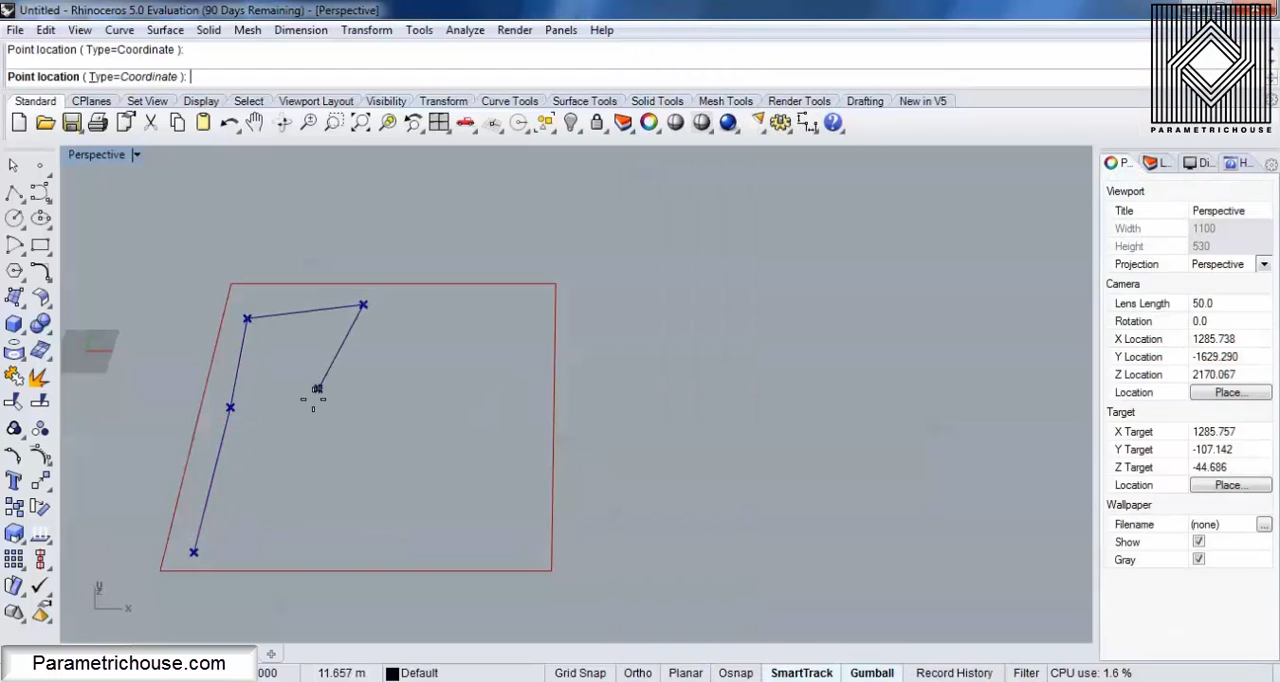 Untitled - Rhinoceros 5.0 Evaluation (90 Days Remaining) - [Perspective]
File Edit View Curve Surface Solid Mesh Dimension Transform Tools Analyze Render Panels Help
Point location ( Type=Coordinate ):
Point location ( Type=Coordinate ):
PARAMETRICHOUSE
Standard CPlanes Set View Display Select Viewport Layout Visibility Transform Curve Tools Surface Tools Solid Tools Mesh Tools Render Tools Drafting New in V5
Perspective
P... L... Di... H...
Viewport
Title Perspective
Width 1100
Height 530
Projection Perspective
Camera
Lens Length 50.0
Rotation 0.0
X Location 1285.738
Y Location -1629.290
Z Location 2170.067
Location Place...
Target
X Target 1285.757
Y Target -107.142
Z Target -44.686
Location Place...
Wallpaper
Filename (none) ...
Show
Gray
x
Parametrichouse.com
000 11.657 m Default Grid Snap Ortho Planar Osnap SmartTrack Gumball Record History Filter CPU use: 1.6 %